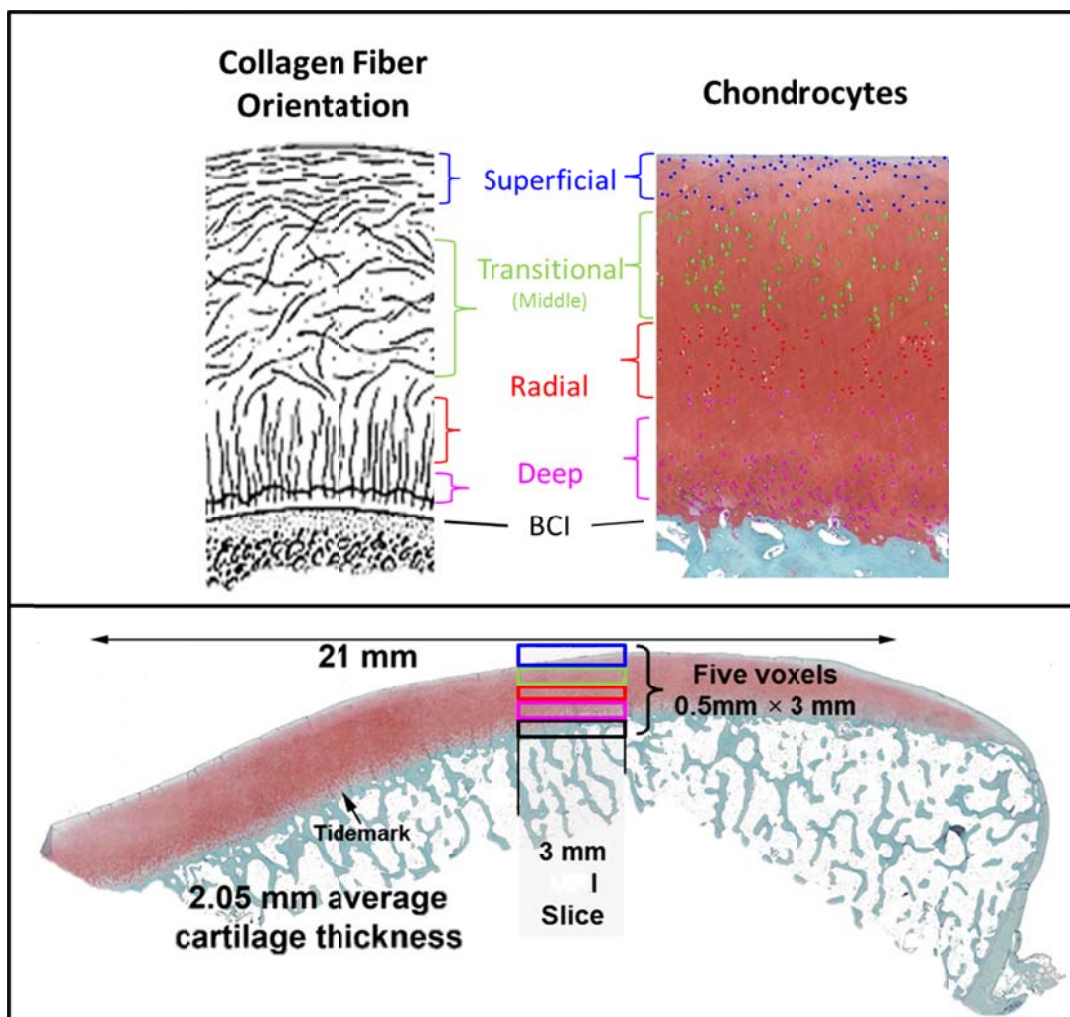 Collagen Fiber
Orientation
Chondrocytes
Superficial
Transitional
(Middle)
Radial
Deep
BCI
21 mm
Five voxels
0.5mm × 3 mm
Tidemark
3 mm
I
Slice
2.05 mm average
cartilage thickness